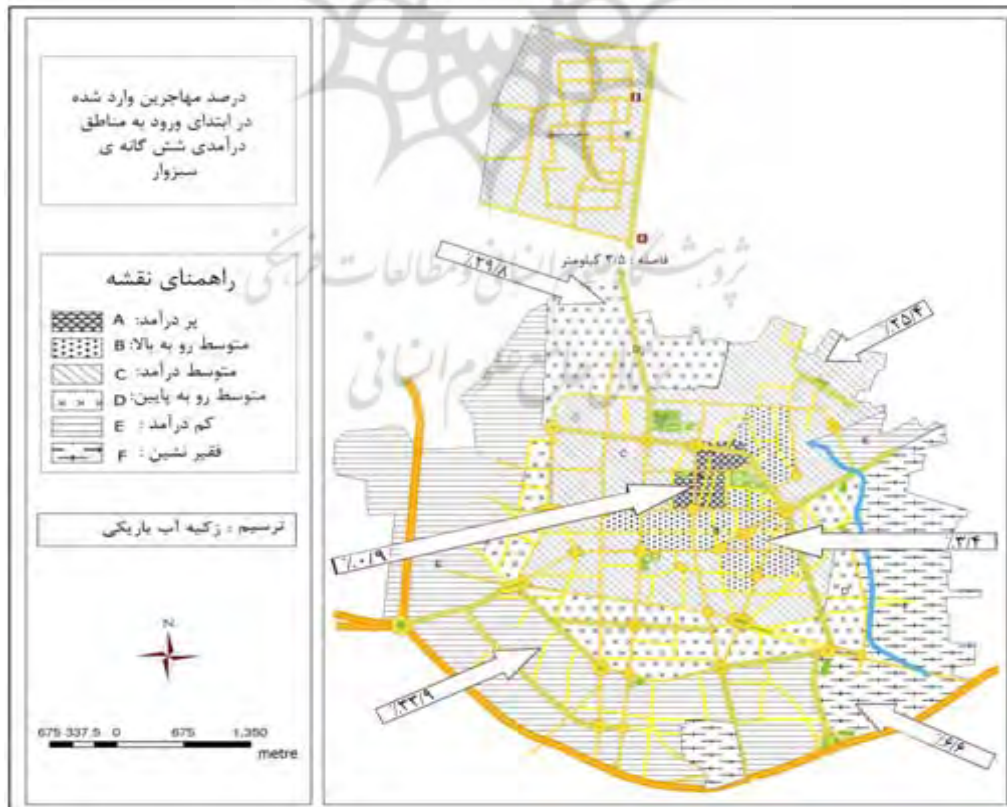 درصد مهاجرین وارد شده
در ابتدای ورود به مناطق
درآمدی شش گانه ی
سبزوار
راهنمای نقشه
A پر درآمد:
B متوسط رو به بالا:
C متوسط درآمد:
D متوسط رو به پایین:
E کم درآمد :
F فقیر نشین :
ترسیم : زکیه آب باریکی
N
675 337.5 0 675 1,350
metre
فاصله : ۳/۵ کیلومتر
٪۲۹/۸
٪۲۵/۴
٪۰/۹
٪۳/۴
٪۳۳/۹
٪۶/۶
C
E
E
D
F